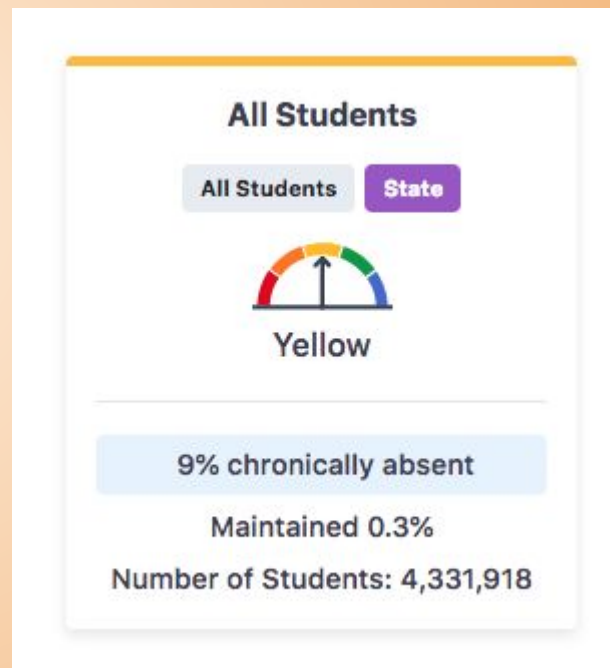 All Students
All Students State
Yellow
9% chronically absent
Maintained 0.3%
Number of Students: 4,331,918